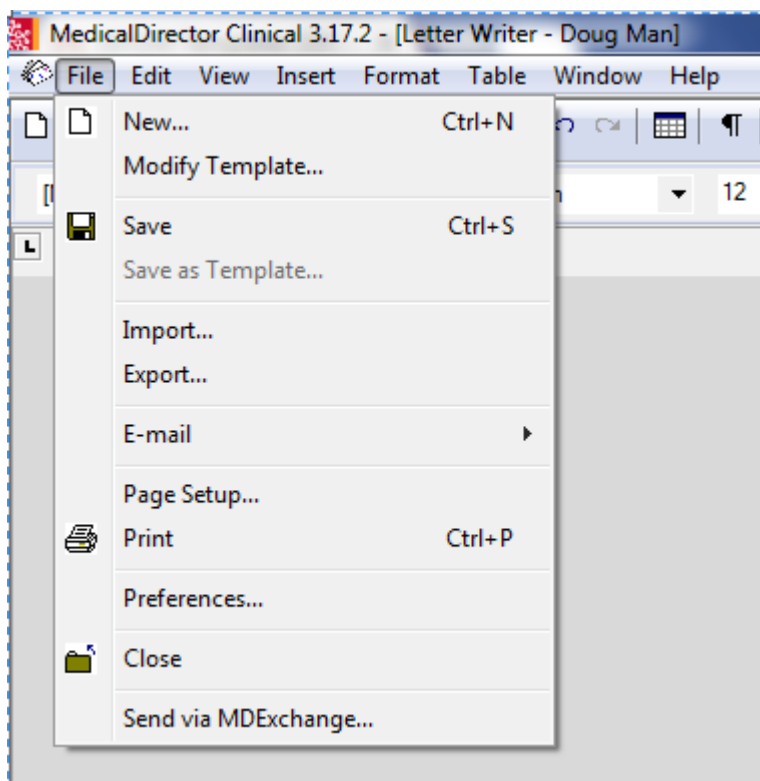 MedicalDirector Clinical 3.17.2 - [Letter Writer - Doug Man]
File Edit View Insert Format Table Window Help
New... Ctrl+N
Modify Template...
12
Save Ctrl+S
Save as Template...
Import...
Export...
E-mail
Page Setup...
Print Ctrl+P
Preferences...
Close
Send via MDExchange...